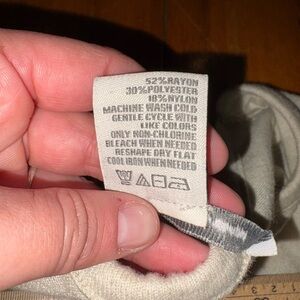 52%RAYON
30%POLYESTER
18%NYLON
MACHINE WASH COLD
GENTLE CYCLE WITH
LIKE COLORS
ONLY NON-CHLORINE
BLEACH WHEN NEEDED
RESHAPE DRY FLAT
COOL IRON WHEN NEEDED